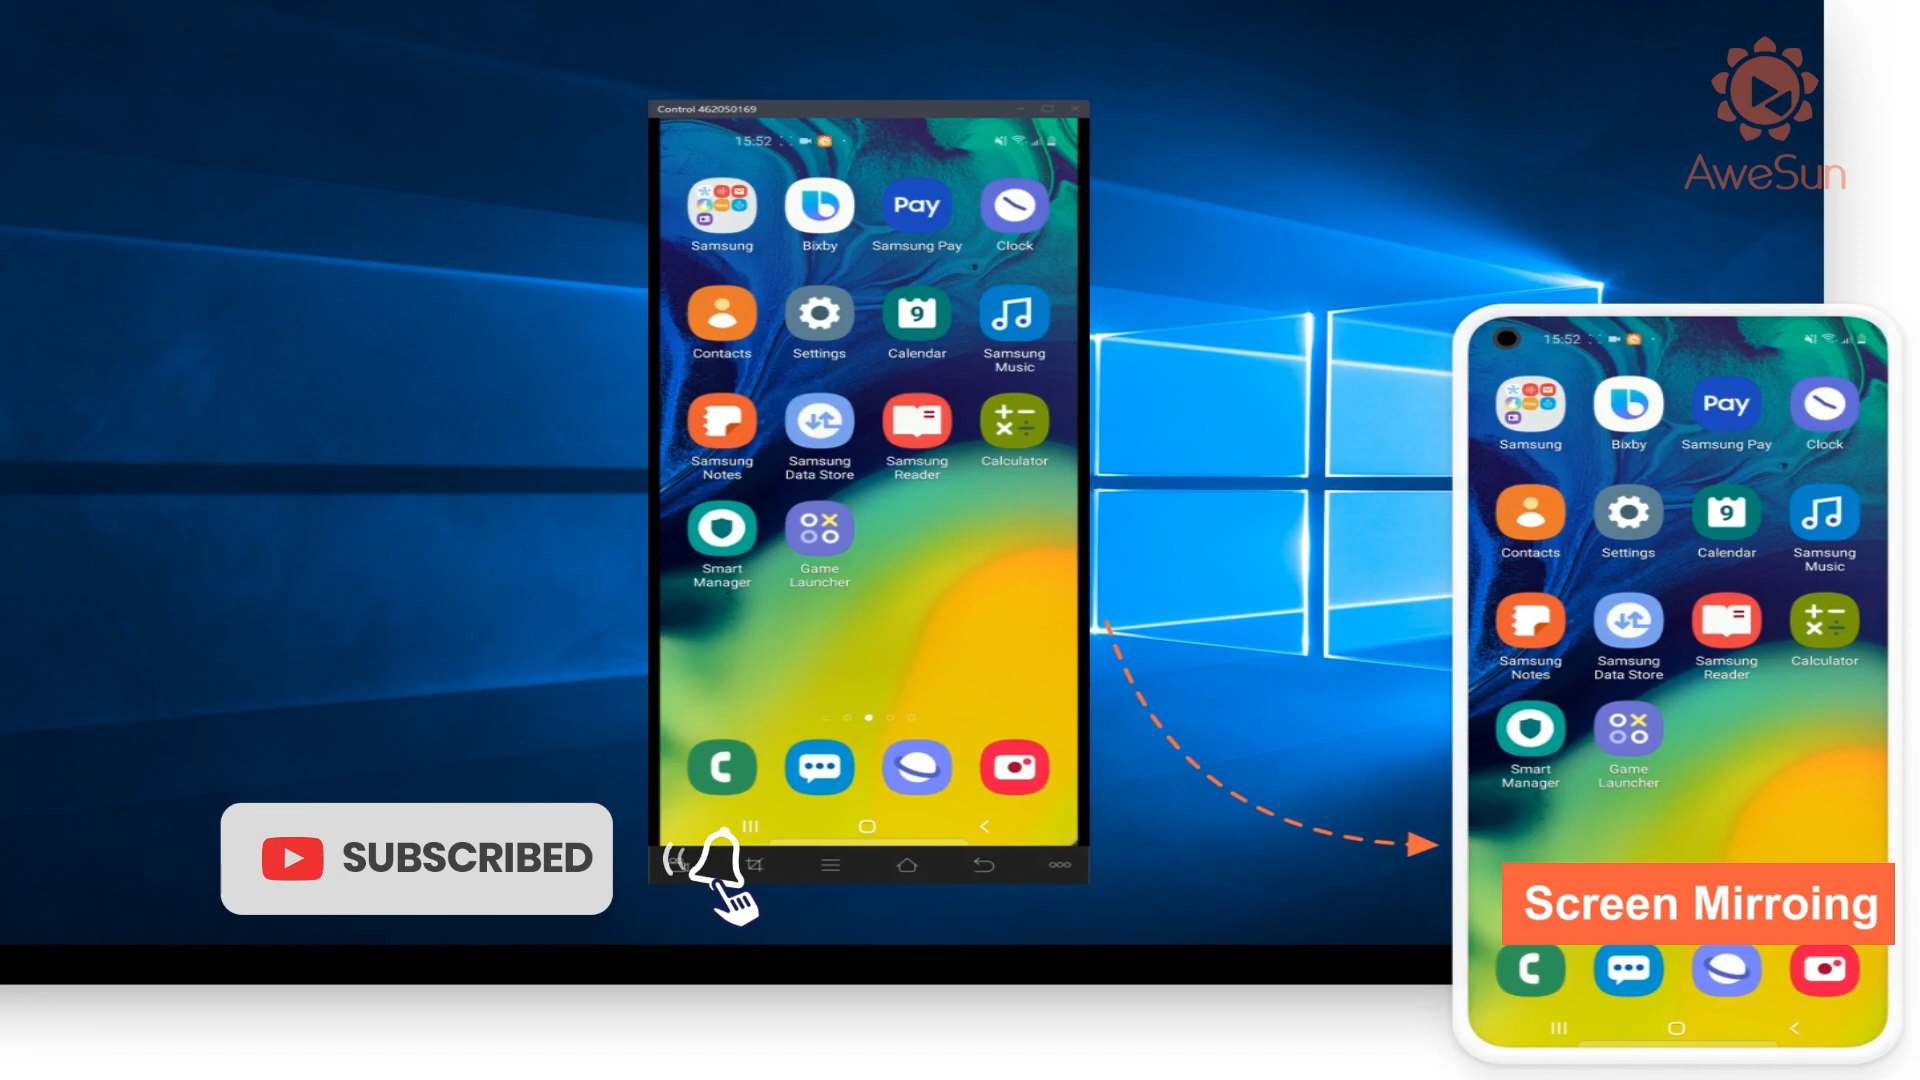 AweSun
Control 462050169
15:52
Pay
Samsung
Bixby
Samsung Pay
Clock
9
Contacts
Settings
Calendar
Samsung
Music
Samsung
Notes
Samsung
Data Store
Samsung
Reader
Calculator
Smart
Manager
Game
Launcher
SUBSCRIBED
15:52
Pay
Samsung
Bixby
Samsung Pay
Clock
9
Contacts
Settings
Calendar
Samsung
Music
Samsung
Notes
Samsung
Data Store
Samsung
Reader
Calculator
Smart
Manager
Game
Launcher
Screen Mirroing